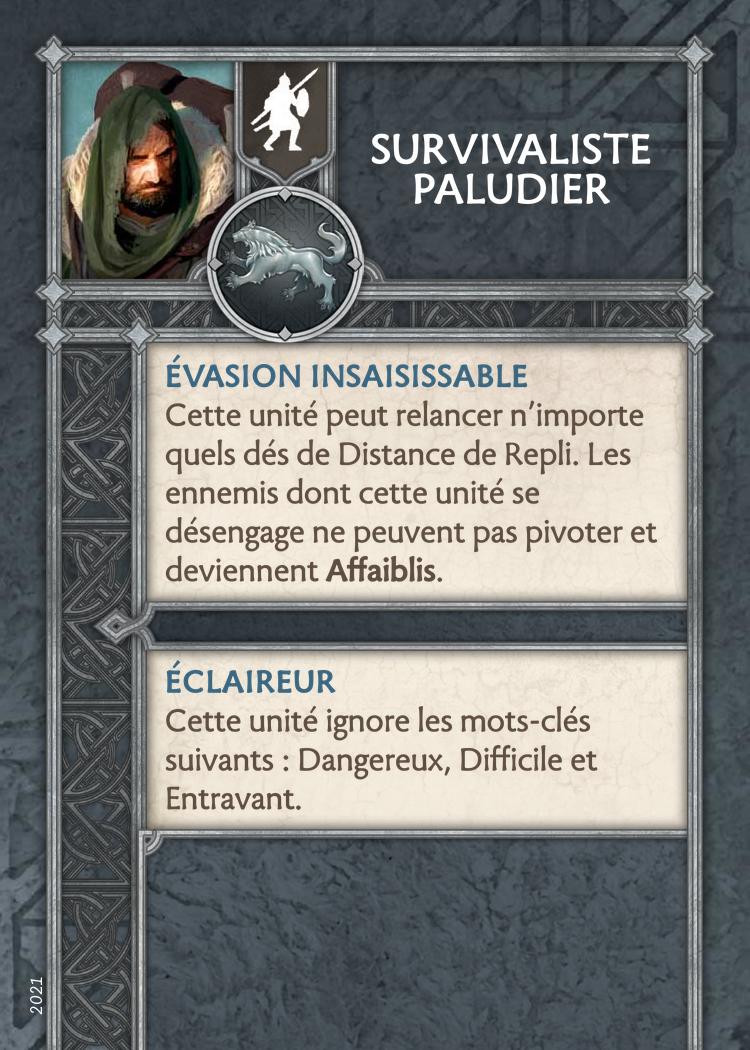 SURVIVALISTE
PALUDIER
ÉVASION INSAISISSABLE
Cette unité peut relancer n’importe
quels dés de Distance de Repli. Les
ennemis dont cette unité se
désengage ne peuvent pas pivoter et
deviennent Affaiblis.
ÉCLAIREUR
Cette unité ignore les mots-clés
suivants : Dangereux, Difficile et
Entravant.
2021